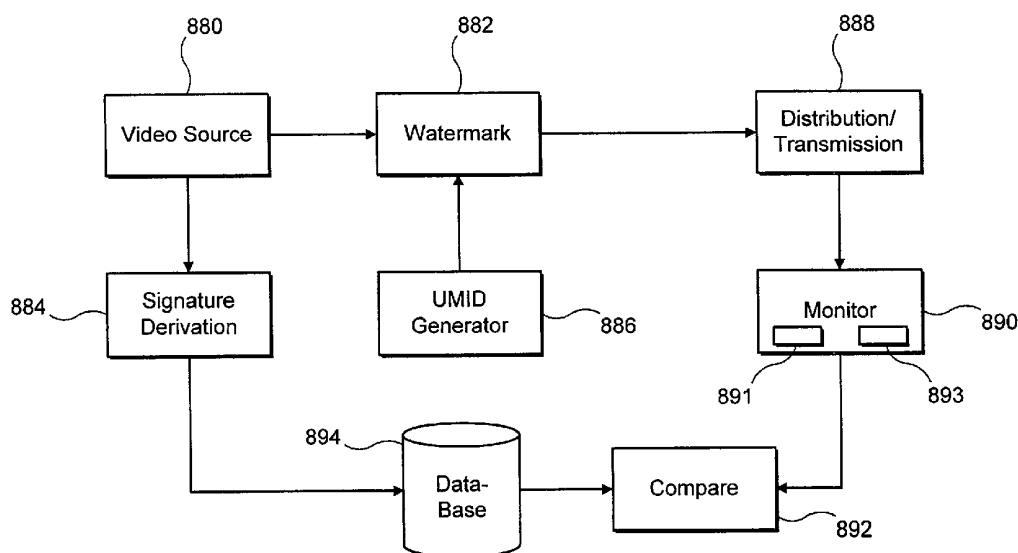 880
882
888
Video Source
Watermark
Distribution/
Transmission
884
Signature
Derivation
UMID
Generator
886
Monitor
890
891
893
894
Data-
Base
Compare
892